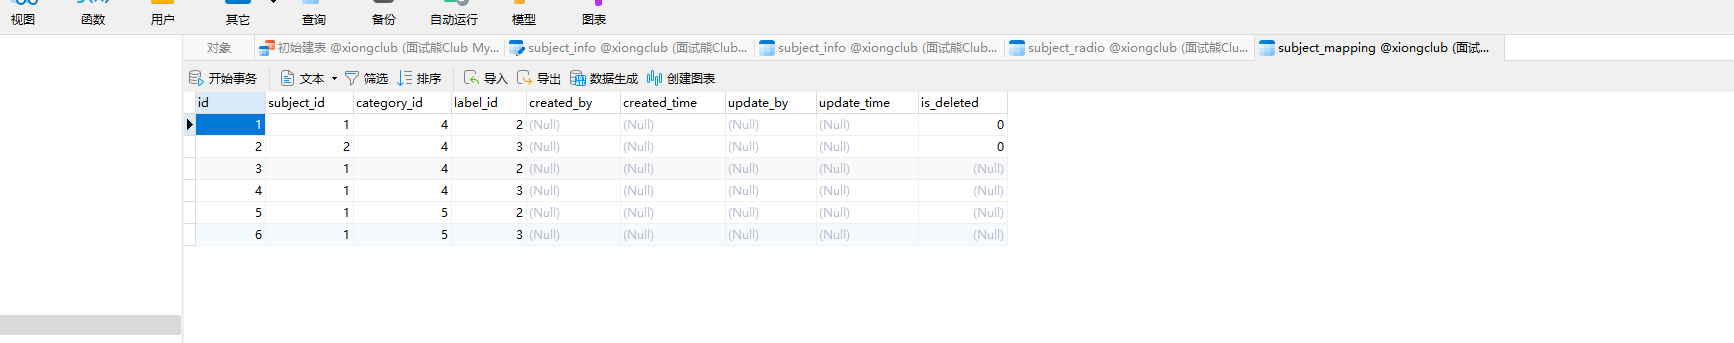 视图 函数 用户 其它 查询 备份 自动运行 模型 图表
对象 初始建表 @xiongclub (面试熊Club My... subject_info @xiongclub (面试熊Club... subject_info @xiongclub (面试熊Club... subject_radio @xiongclub (面试熊Clu... subject_mapping @xiongclub (面试...
开始事务 文本 筛选 排序 导入 导出 数据生成 创建图表
id subject_id category_id label_id created_by created_time update_by update_time is_deleted
1 1 4 2 (Null) (Null) (Null) (Null) 0
2 2 4 3 (Null) (Null) (Null) (Null) 0
3 1 4 2 (Null) (Null) (Null) (Null) (Null)
4 1 4 3 (Null) (Null) (Null) (Null) (Null)
5 1 5 2 (Null) (Null) (Null) (Null) (Null)
6 1 5 3 (Null) (Null) (Null) (Null) (Null)